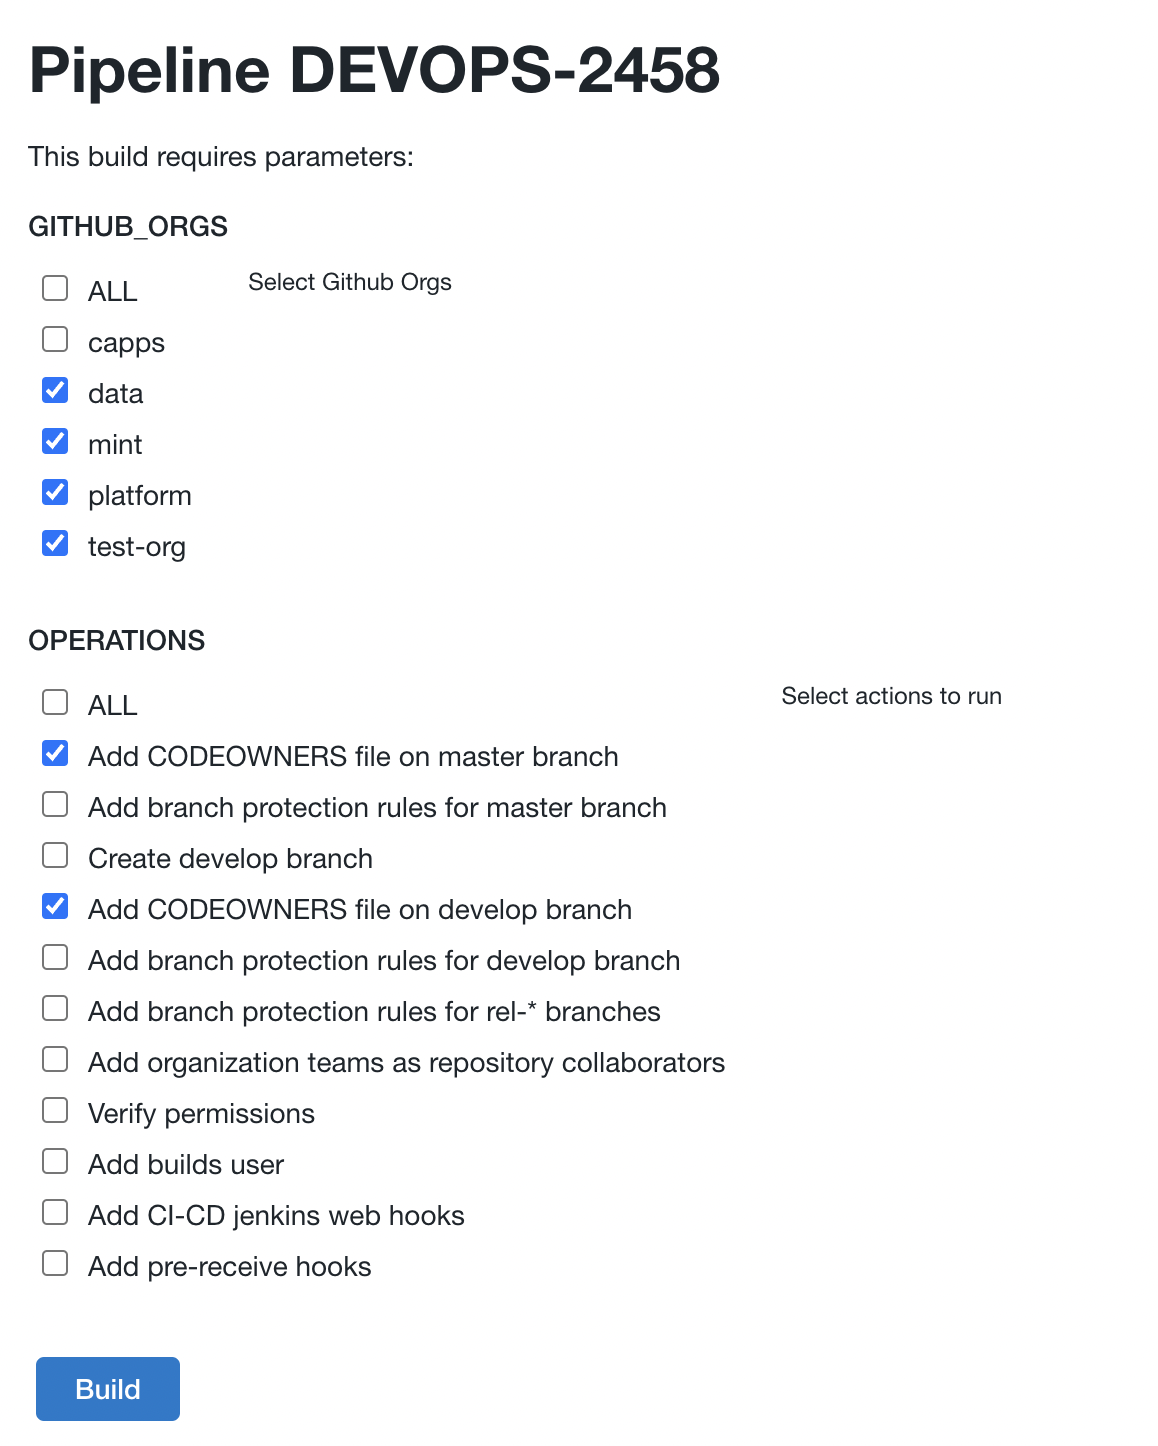 Pipeline DEVOPS-2458
This build requires parameters:
GITHUB_ORGS
ALL
Select Github Orgs
capps
data
mint
platform
test-org
OPERATIONS
ALL
Select actions to run
Add CODEOWNERS file on master branch
Add branch protection rules for master branch
Create develop branch
Add CODEOWNERS file on develop branch
Add branch protection rules for develop branch
Add branch protection rules for rel-* branches
Add organization teams as repository collaborators
Verify permissions
Add builds user
Add CI-CD jenkins web hooks
Add pre-receive hooks
Build